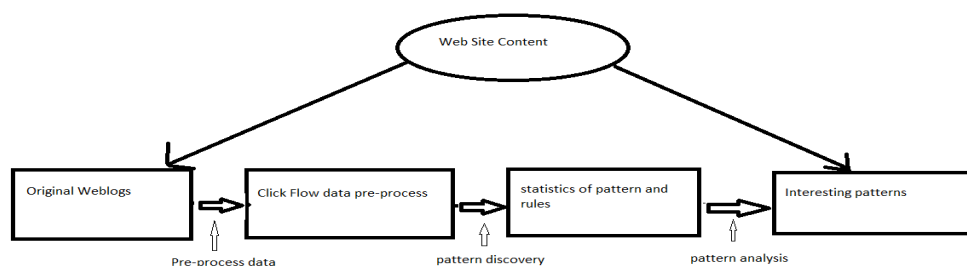 Web Site Content
Original Weblogs
Click Flow data pre-process
statistics of pattern and
rules
Interesting patterns
Pre-process data
pattern discovery
pattern analysis